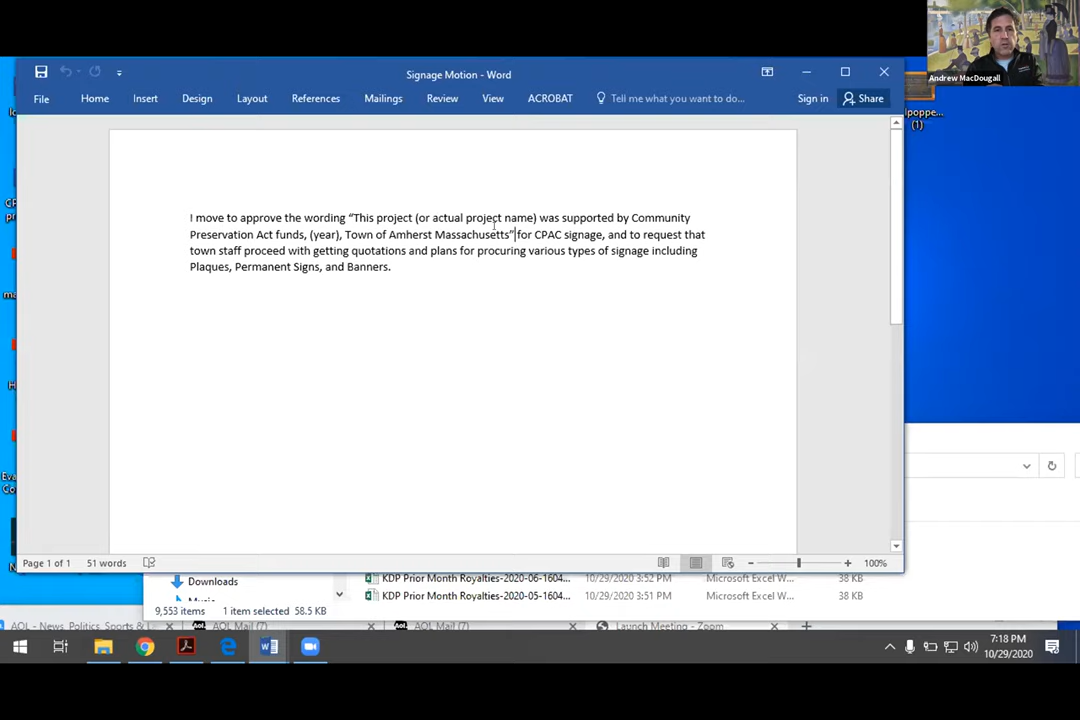 Andrew MacDougall
Signage Motion - Word
File Home Insert Design Layout References Mailings Review View ACROBAT Tell me what you want to do... Sign in Share
lpoppe...
(1)
I move to approve the wording “This project (or actual project name) was supported by Community
Preservation Act funds, (year), Town of Amherst Massachusetts” for CPAC signage, and to request that
town staff proceed with getting quotations and plans for procuring various types of signage including
Plaques, Permanent Signs, and Banners.
Page 1 of 1 51 words 100%
Downloads KDP Prior Month Royalties-2020-06-1604... 10/29/2020 3:52 PM Microsoft Excel W... 38 KB
KDP Prior Month Royalties-2020-05-1604... 10/29/2020 3:51 PM Microsoft Excel W... 38 KB
9,553 items 1 item selected 58.5 KB
AOL - News, Politics, Sports & AOL Mail (7) AOL Mail (7) Launch Meeting - Zoom
7:18 PM
10/29/2020